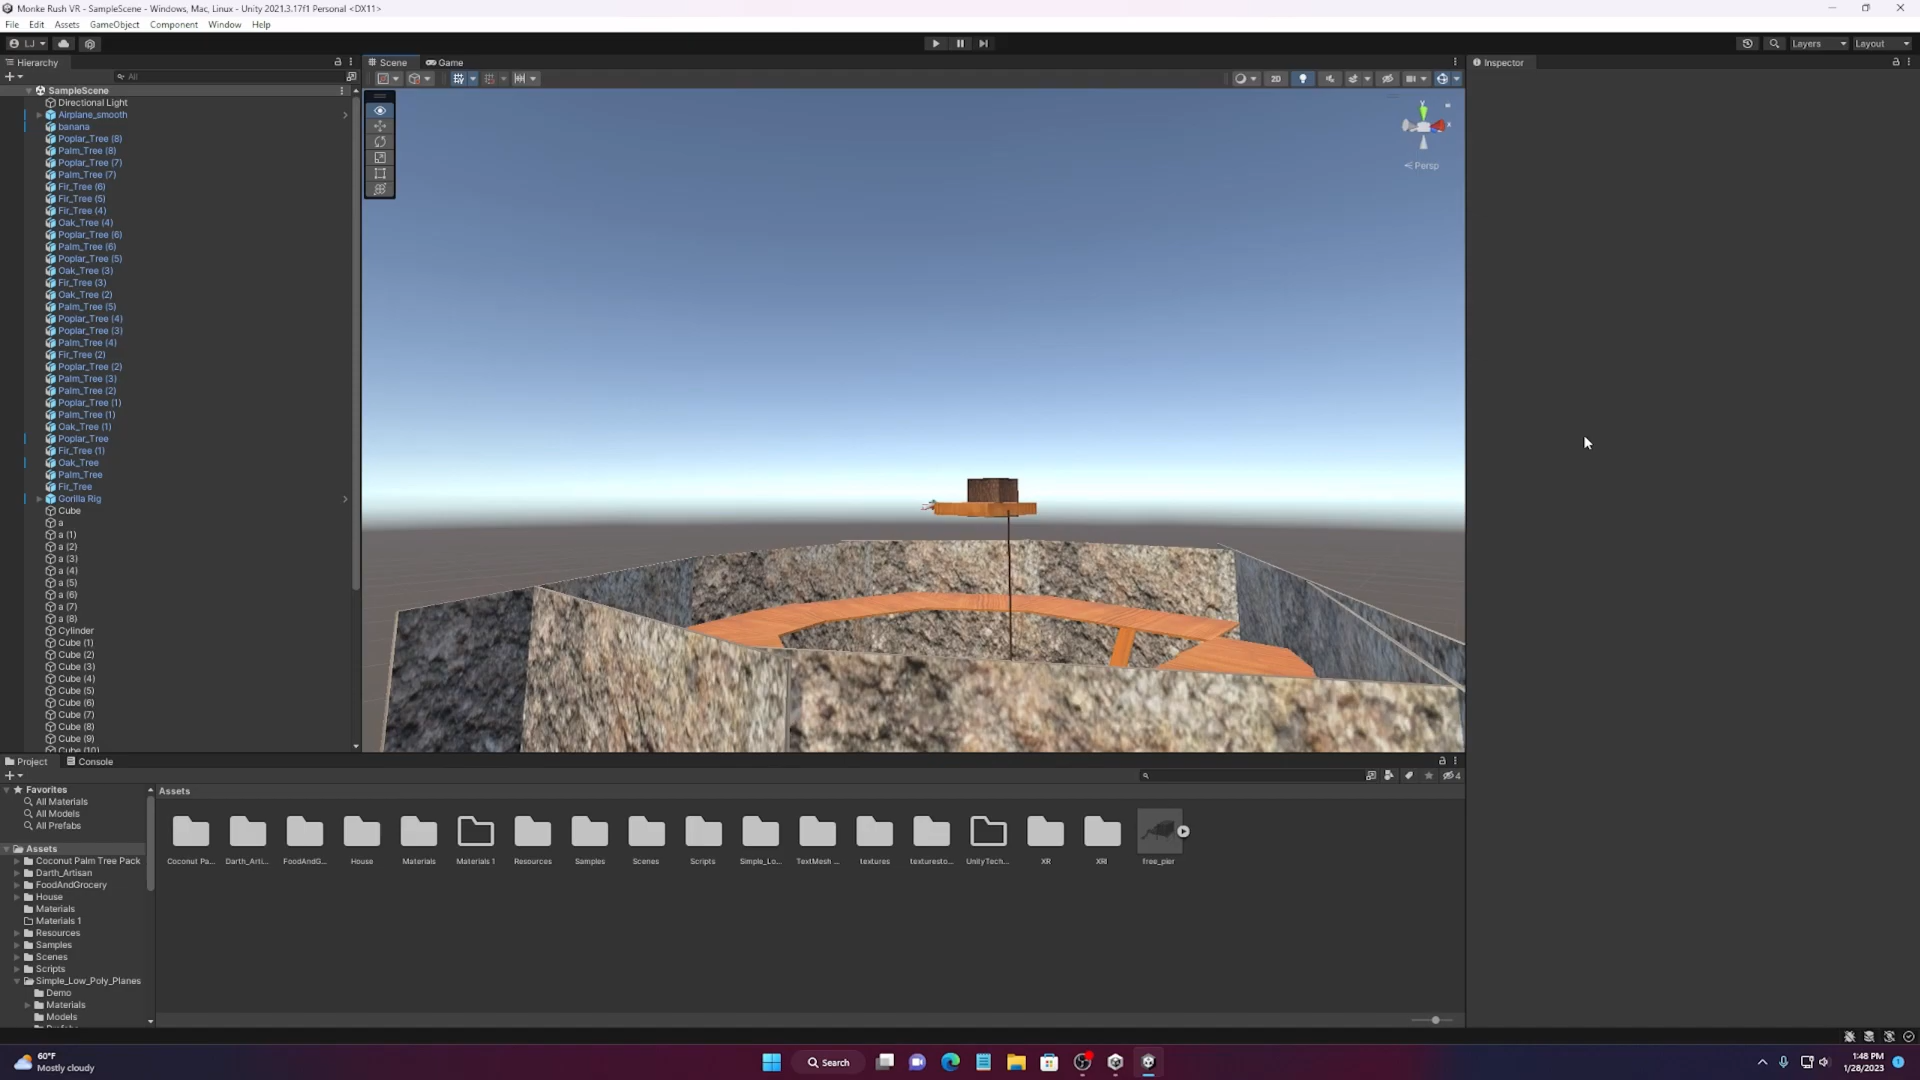 Monke Rush VR - SampleScene - Windows, Mac, Linux - Unity 2021.3.17f1 Personal <DX11>
File Edit Assets GameObject Component Window Help
LJ
Layers
Layout
Hierarchy
Scene
Game
Inspector
All
2D
SampleScene
Directional Light
Airplane_smooth
banana
Poplar_Tree (8)
Palm_Tree (8)
Poplar_Tree (7)
Palm_Tree (7)
Fir_Tree (6)
Fir_Tree (5)
Fir_Tree (4)
Oak_Tree (4)
Poplar_Tree (6)
Palm_Tree (6)
Poplar_Tree (5)
Oak_Tree (3)
Fir_Tree (3)
Oak_Tree (2)
Palm_Tree (5)
Poplar_Tree (4)
Poplar_Tree (3)
Palm_Tree (4)
Fir_Tree (2)
Poplar_Tree (2)
Palm_Tree (3)
Palm_Tree (2)
Poplar_Tree (1)
Palm_Tree (1)
Oak_Tree (1)
Poplar_Tree
Fir_Tree (1)
Oak_Tree
Palm_Tree
Fir_Tree
Gorilla Rig
Cube
a
a (1)
a (2)
a (3)
a (4)
a (5)
a (6)
a (7)
a (8)
Cylinder
Cube (1)
Cube (2)
Cube (3)
Cube (4)
Cube (5)
Cube (6)
Cube (7)
Cube (8)
Cube (9)
Cube (10)
y
x
Persp
Project
Console
4
Favorites
All Materials
All Models
All Prefabs
Assets
Coconut Palm Tree Pack
Darth_Artisan
FoodAndGrocery
House
Materials
Materials 1
Resources
Samples
Scenes
Scripts
Simple_Low_Poly_Planes
Demo
Materials
Models
Prefabs
Assets
Coconut Pa...
Darth_Arti...
FoodAndG...
House
Materials
Materials 1
Resources
Samples
Scenes
Scripts
Simple_Lo...
TextMesh ...
textures
texturesto...
UnityTech...
XR
XRI
free_pier
60°F
Mostly cloudy
Search
1:48 PM
1/28/2023
1